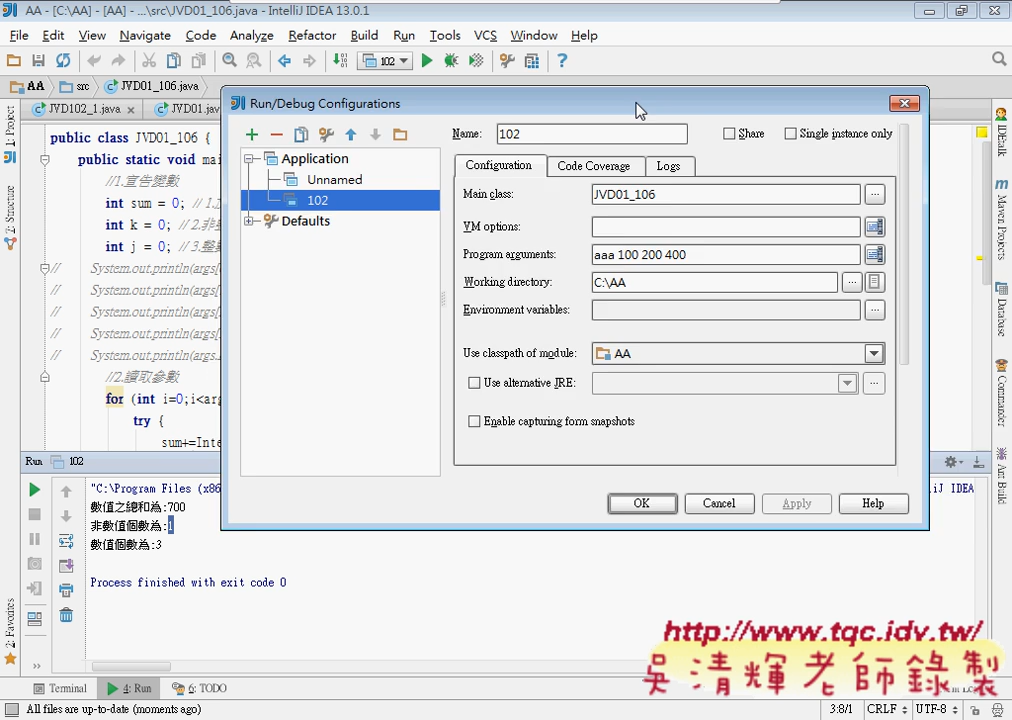 AA - [C:\AA] - [AA] - ...\src\JVD01_106.java - IntelliJ IDEA 13.0.1
File Edit View Navigate Code Analyze Refactor Build Run Tools VCS Window Help
102
AA src JVD01_106.java
JVD102_1.java JVD01.jav
1: Project
2: Structure
2: Favorites
IDEtalk
Maven Projects
Database
Commander
Ant Build
public class JVD01_106 {
public static void mai
//1.宣告變數
int sum = 0; // 1.
int k = 0; // 2.非
int j = 0; // 3.整
// System.out.println(args[
// System.out.println(args[
// System.out.println(args[
// System.out.println(args[
// System.out.println(args.
//2.讀取參數
for (int i=0;i<arg
try {
sum+=Inte
Run/Debug Configurations
Application
Unnamed
102
Defaults
Name: 102
Share Single instance only
Configuration Code Coverage Logs
Main class: JVD01_106
VM options:
Program arguments: aaa 100 200 400
Working directory: C:\AA
Environment variables:
Use classpath of module: AA
Use alternative JRE:
Enable capturing form snapshots
OK Cancel Apply Help
Run 102
"C:\Program Files (x86 liJ IDEA
數值之總和為:700
非數值個數為:1
數值個數為:3
Process finished with exit code 0
http://www.tqc.idv.tw/
吳清輝老師錄製
Terminal 4: Run 6: TODO
All files are up-to-date (moments ago) 3:8/1 CRLF UTF-8